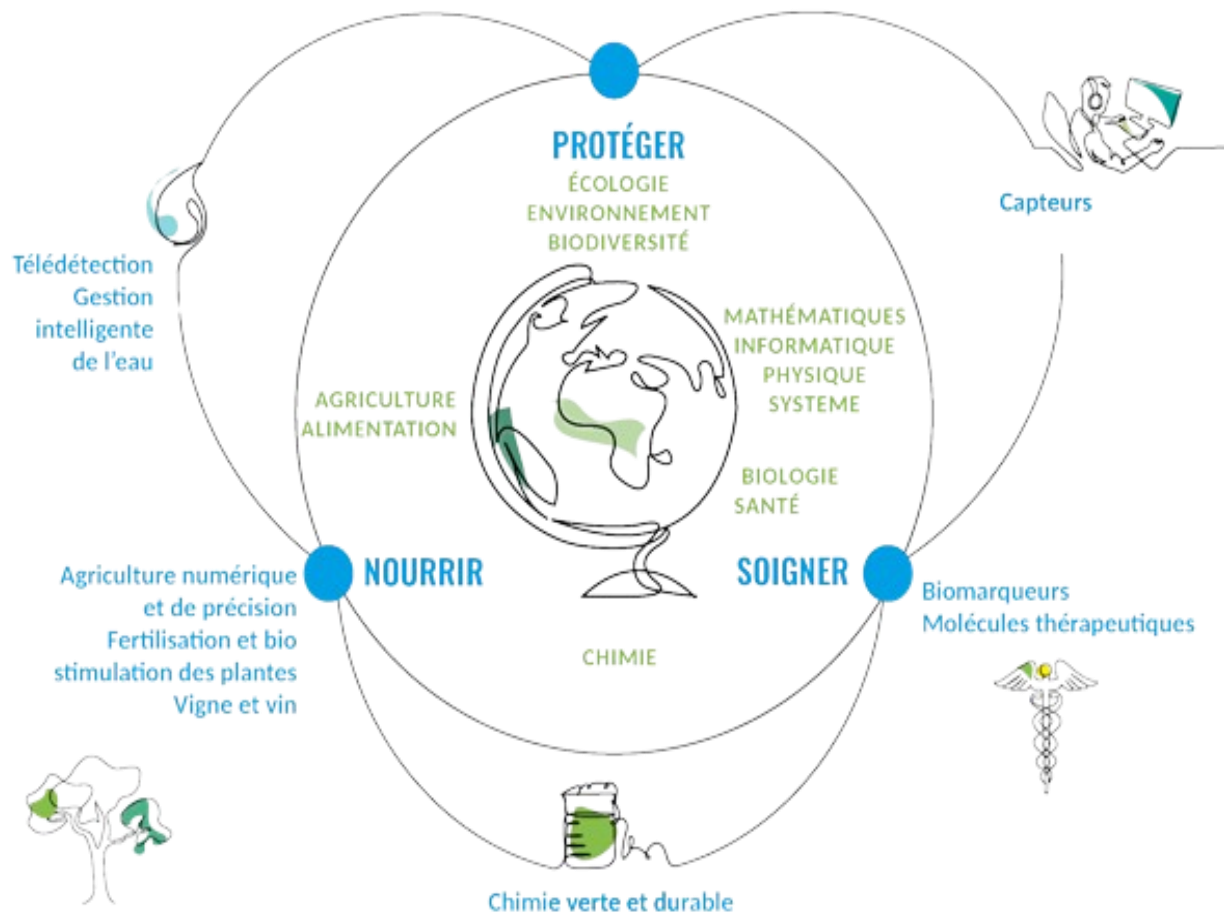 PROTÉGER
ÉCOLOGIE
ENVIRONNEMENT
BIODIVERSITÉ
Capteurs
Télédétection
Gestion
intelligente
de l'eau
MATHÉMATIQUES
INFORMATIQUE
PHYSIQUE
SYSTEME
AGRICULTURE
ALIMENTATION
BIOLOGIE
SANTÉ
NOURRIR
SOIGNER
Agriculture numérique
et de précision
Fertilisation et bio
stimulation des plantes
Vigne et vin
Biomarqueurs
Molécules thérapeutiques
CHIMIE
Chimie verte et durable